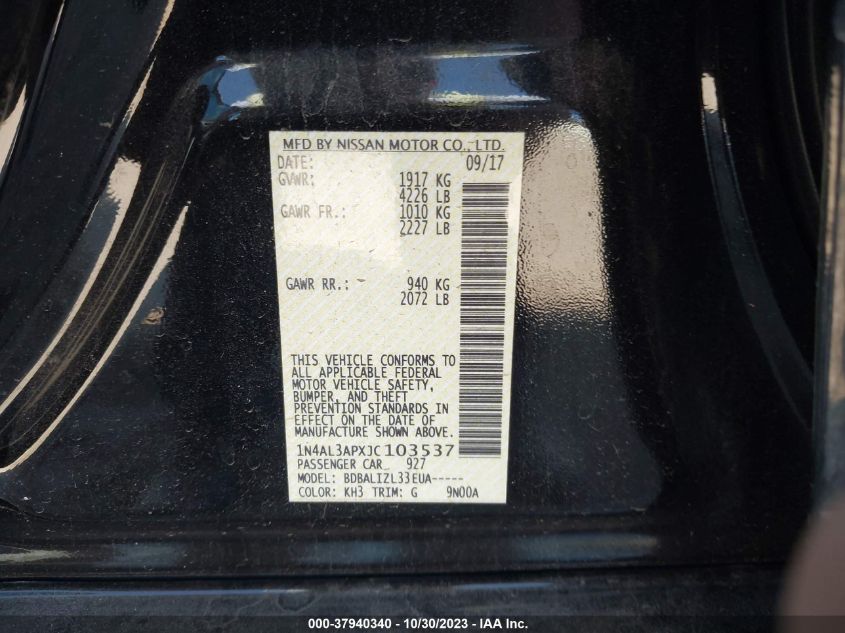 MFD BY NISSAN MOTOR CO., LTD.
DATE: 09/17
GVWR: 1917 KG
4226 LB
GAWR FR.: 1010 KG
2227 LB
GAWR RR.: 940 KG
2072 LB
THIS VEHICLE CONFORMS TO
ALL APPLICABLE FEDERAL
MOTOR VEHICLE SAFETY,
BUMPER, AND THEFT
PREVENTION STANDARDS IN
EFFECT ON THE DATE OF
MANUFACTURE SHOWN ABOVE.
1N4AL3APXJC103537
PASSENGER CAR 927
MODEL: BDBALIZL33EUA-----
COLOR: KH3 TRIM: G 9N00A
000-37940340 - 10/30/2023 - IAA Inc.